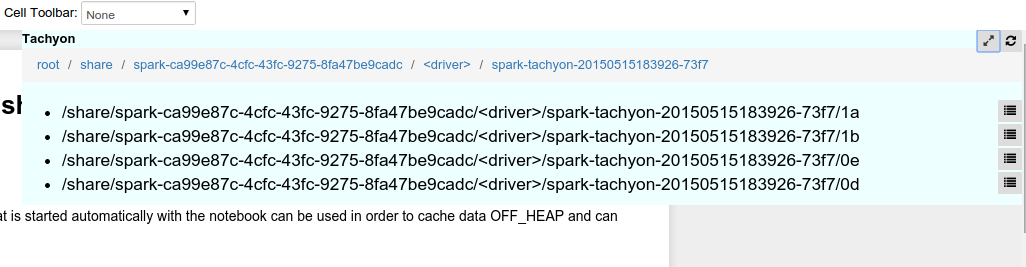 Cell Toolbar: None
Tachyon
root / share / spark-ca99e87c-4cfc-43fc-9275-8fa47be9cadc / <driver> / spark-tachyon-20150515183926-73f7
sh
• /share/spark-ca99e87c-4cfc-43fc-9275-8fa47be9cadc/<driver>/spark-tachyon-20150515183926-73f7/1a
• /share/spark-ca99e87c-4cfc-43fc-9275-8fa47be9cadc/<driver>/spark-tachyon-20150515183926-73f7/1b
• /share/spark-ca99e87c-4cfc-43fc-9275-8fa47be9cadc/<driver>/spark-tachyon-20150515183926-73f7/0e
• /share/spark-ca99e87c-4cfc-43fc-9275-8fa47be9cadc/<driver>/spark-tachyon-20150515183926-73f7/0d
at is started automatically with the notebook can be used in order to cache data OFF_HEAP and can